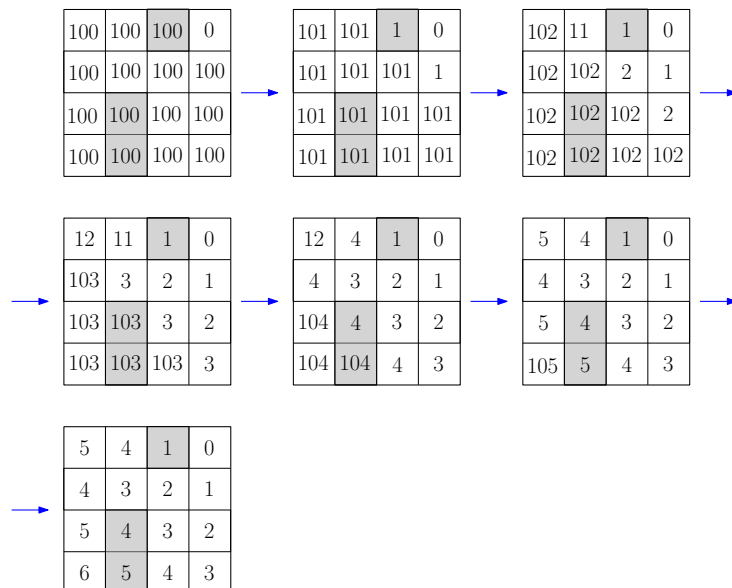 100 100 100 0
100 100 100 100
100 100 100 100
100 100 100 100
101 101 1 0
101 101 101 1
101 101 101 101
101 101 101 101
102 11 1 0
102 102 2 1
102 102 102 2
102 102 102 102
12 11 1 0
103 3 2 1
103 103 3 2
103 103 103 3
12 4 1 0
4 3 2 1
104 4 3 2
104 104 4 3
5 4 1 0
4 3 2 1
5 4 3 2
105 5 4 3
5 4 1 0
4 3 2 1
5 4 3 2
6 5 4 3